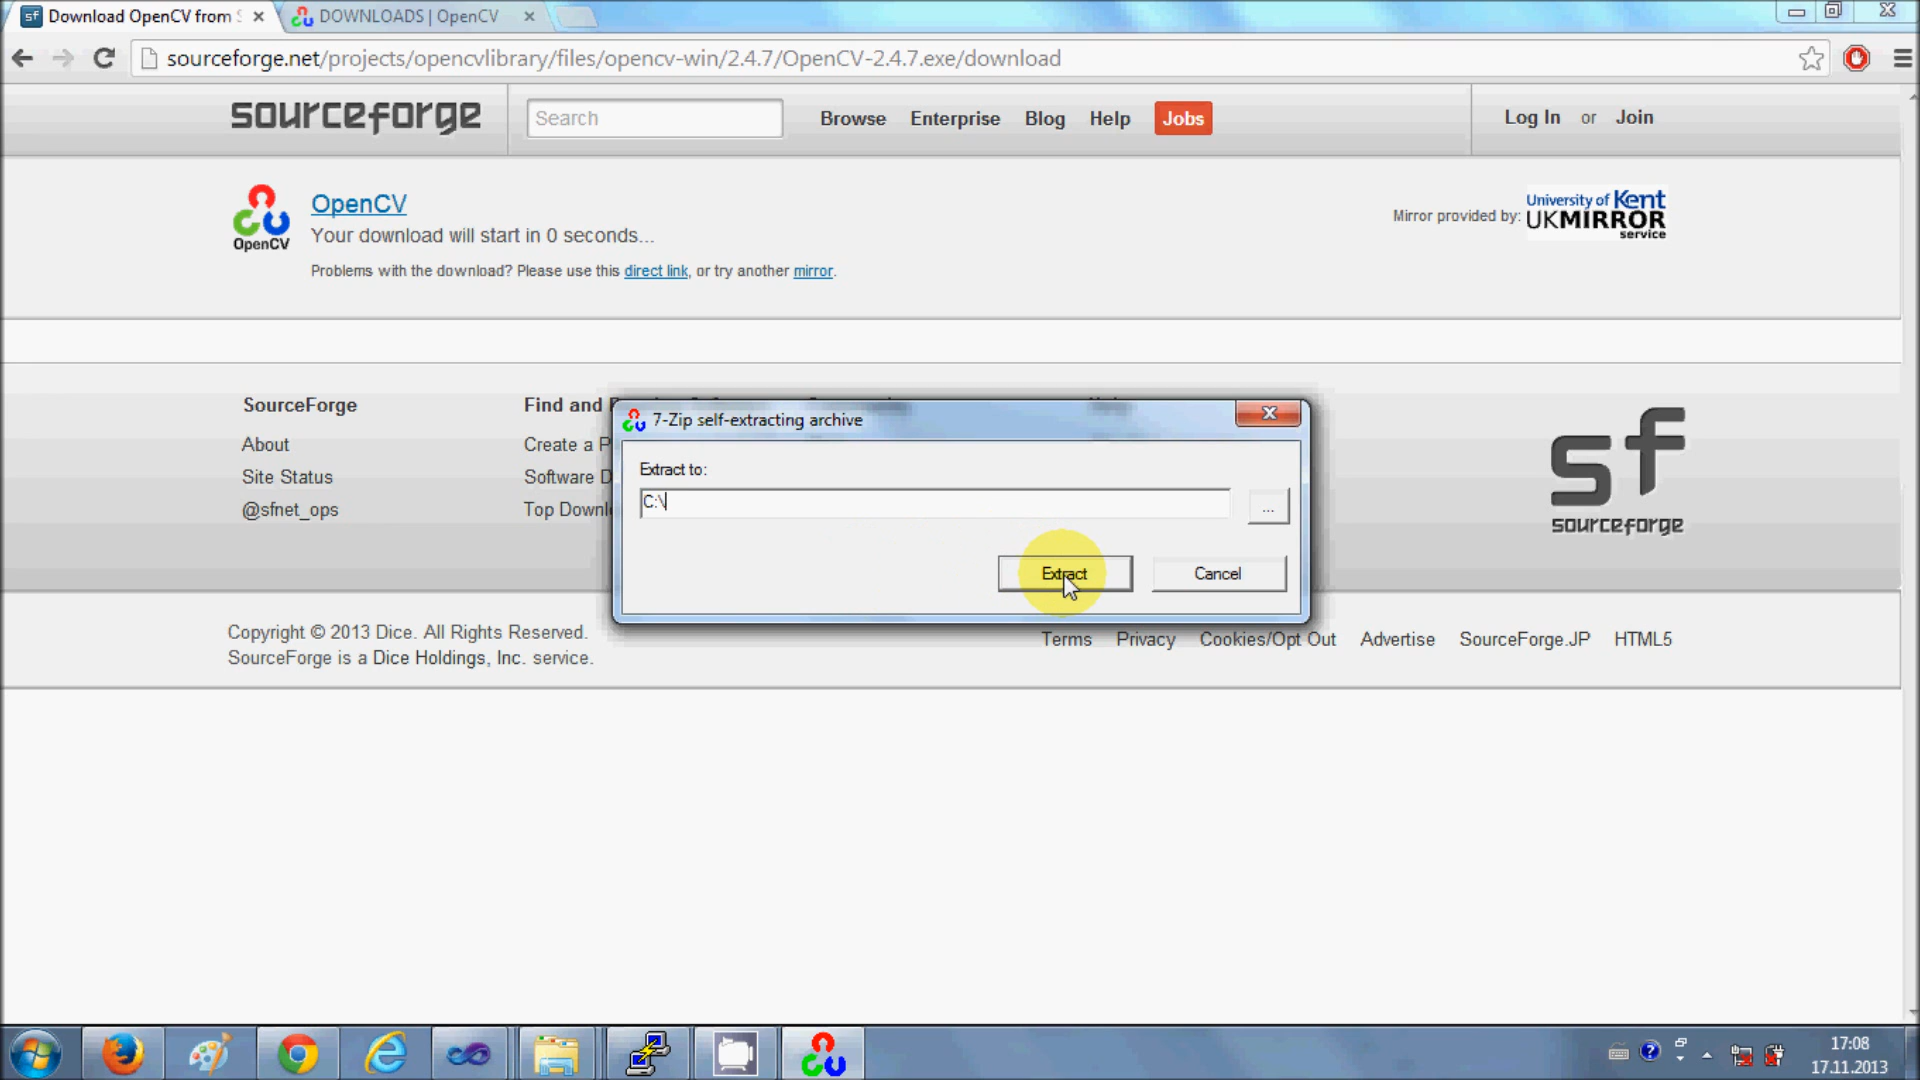 Download OpenCV from S
DOWNLOADS | OpenCV
sourceforge.net/projects/opencvlibrary/files/opencv-win/2.4.7/OpenCV-2.4.7.exe/download
sourceforge
Search
Browse Enterprise Blog Help Jobs
Log In or Join
OpenCV
OpenCV
Your download will start in 0 seconds...
Problems with the download? Please use this direct link, or try another mirror.
Mirror provided by:
University of Kent
UKMIRROR
service
SourceForge
About
Site Status
@sfnet_ops
Find and
Create a P
Software D
Top Downl
7-Zip self-extracting archive
Extract to:
C:\
...
Extract
Cancel
sf
sourceforge
Copyright © 2013 Dice. All Rights Reserved.
SourceForge is a Dice Holdings, Inc. service.
Terms Privacy Cookies/Opt Out Advertise SourceForge.JP HTML5
17:08
17.11.2013